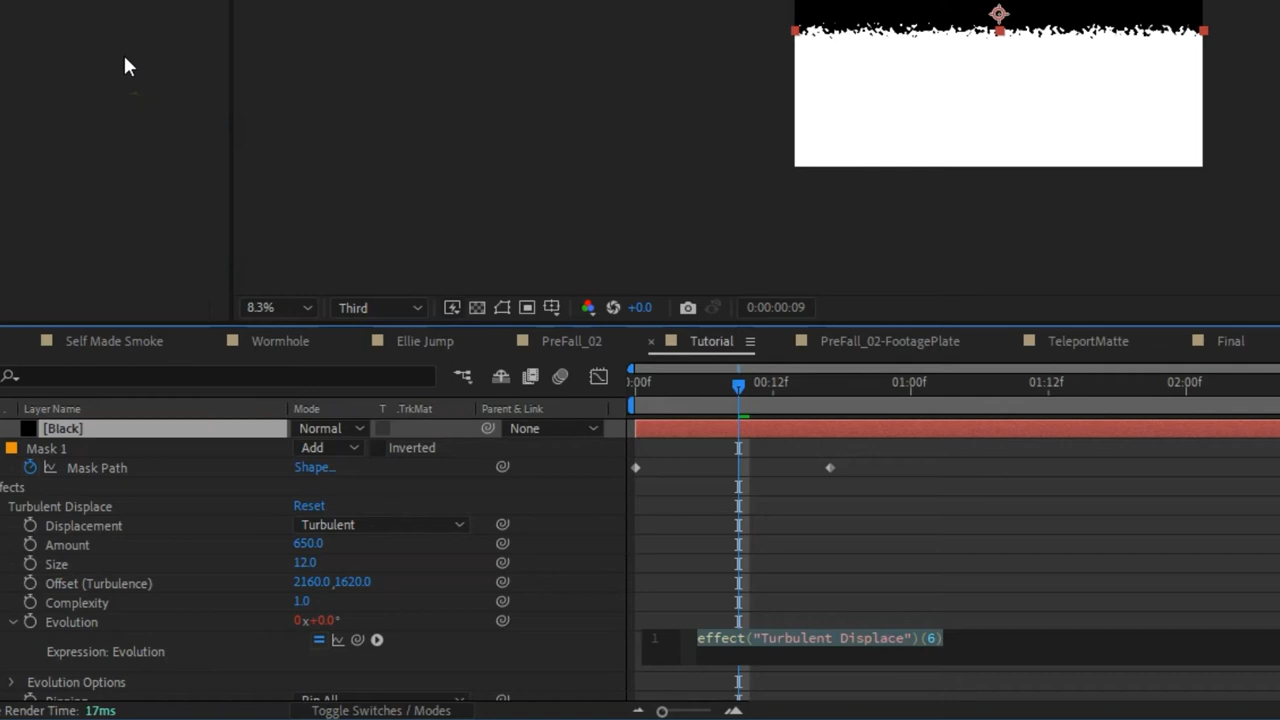 8.3% Third +0.0 0:00:00:09
Self Made Smoke Wormhole Ellie Jump PreFall_02 × Tutorial PreFall_02-FootagePlate TeleportMatte Final
:00f 00:12f 01:00f 01:12f 02:00f
Layer Name Mode T .TrkMat Parent & Link
[Black] Normal None
Mask 1 Add Inverted
Mask Path Shape...
ffects
Turbulent Displace Reset
Displacement Turbulent
Amount 650.0
Size 12.0
Offset (Turbulence) 2160.0,1620.0
Complexity 1.0
Evolution 0x+0.0°
1 effect("Turbulent Displace")(6)
Expression: Evolution
Evolution Options
Render Time: 17ms Toggle Switches / Modes